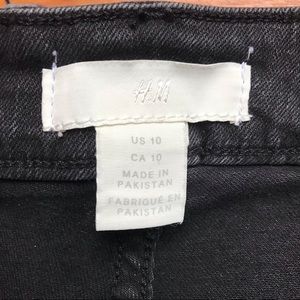 H&M
US 10
CA 10
MADE IN
PAKISTAN
FABRIQUÉ EN
PAKISTAN